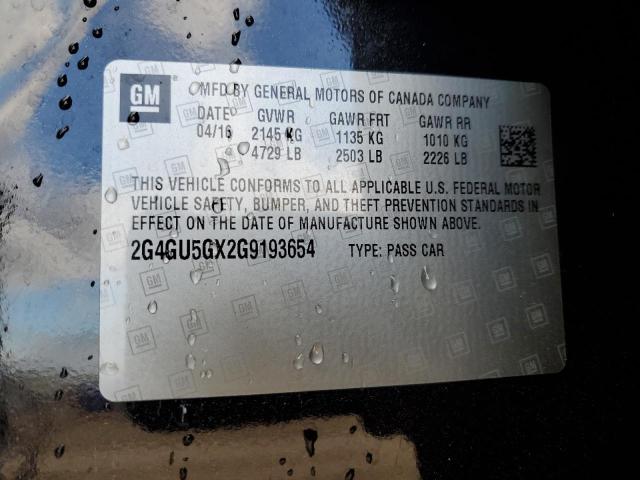 GM
MFD BY GENERAL MOTORS OF CANADA COMPANY
DATE GVWR GAWR FRT GAWR RR
04/16 2145 KG 1135 KG 1010 KG
4729 LB 2503 LB 2226 LB
THIS VEHICLE CONFORMS TO ALL APPLICABLE U.S. FEDERAL MOTOR
VEHICLE SAFETY, BUMPER, AND THEFT PREVENTION STANDARDS IN
EFFECT ON THE DATE OF MANUFACTURE SHOWN ABOVE.
2G4GU5GX2G9193654 TYPE: PASS CAR